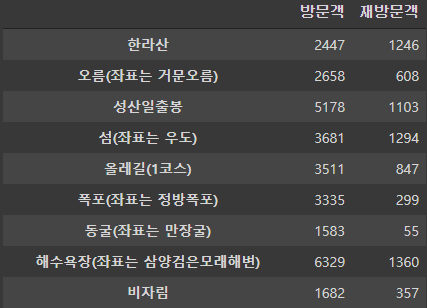 방문객 재방문객
한라산 2447 1246
오름(좌표는 거문오름) 2658 608
성산일출봉 5178 1103
섬(좌표는 우도) 3681 1294
올레길(1코스) 3511 847
폭포(좌표는 정방폭포) 3335 299
동굴(좌표는 만장굴) 1583 55
해수욕장(좌표는 삼양검은모래해변) 6329 1360
비자림 1682 357